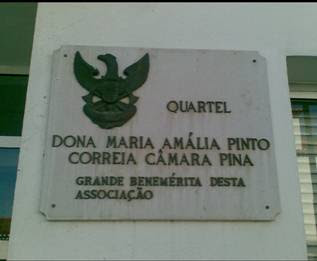 QUARTEL
DONA MARIA AMÁLIA PINTO
CORREIA CÂMARA PINA
GRANDE BENEMÉRITA DESTA
ASSOCIAÇÃO